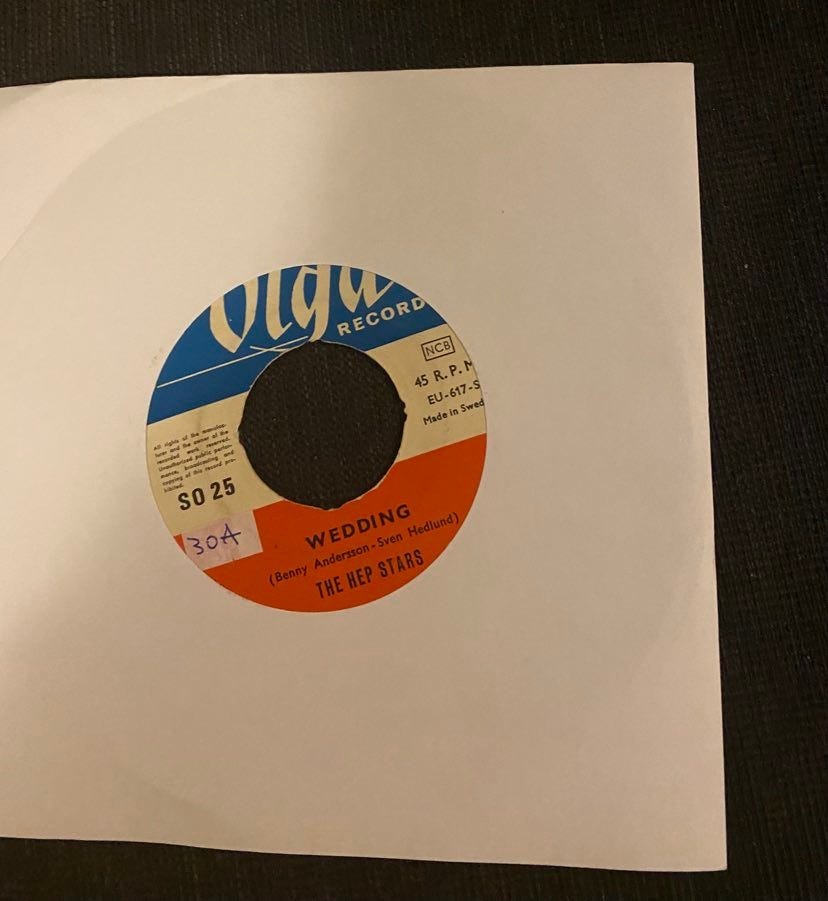 Olga
RECORD
NCB
45 R.P.M
EU-617-S
Made in Swed
All rights of the manufac-
turer and the owner of the
recorded work reserved.
Unauthorized public perfor-
mance, broadcasting and
copying of this record pro-
hibited.
SO 25
30A
WEDDING
(Benny Andersson-Sven Hedlund)
THE HEP STARS